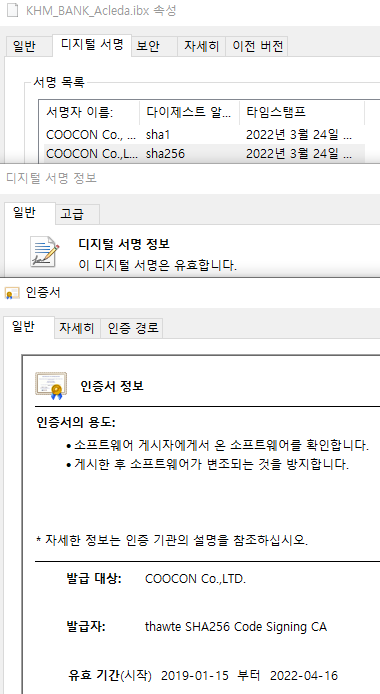 KHM_BANK_Acleda.ibx 속성
일반 디지털 서명 보안 자세히 이전 버전
서명 목록
서명자 이름: 다이제스트 알... 타임스탬프
COOCON Co., ... sha1 2022년 3월 24일 ...
COOCON Co.,L... sha256 2022년 3월 24일 ...
디지털 서명 정보
일반 고급
디지털 서명 정보
이 디지털 서명은 유효합니다.
인증서
일반 자세히 인증 경로
인증서 정보
인증서의 용도:
• 소프트웨어 게시자에게서 온 소프트웨어를 확인합니다.
• 게시한 후 소프트웨어가 변조되는 것을 방지합니다.
* 자세한 정보는 인증 기관의 설명을 참조하십시오.
발급 대상: COOCON Co.,LTD.
발급자: thawte SHA256 Code Signing CA
유효 기간(시작) 2019-01-15 부터 2022-04-16